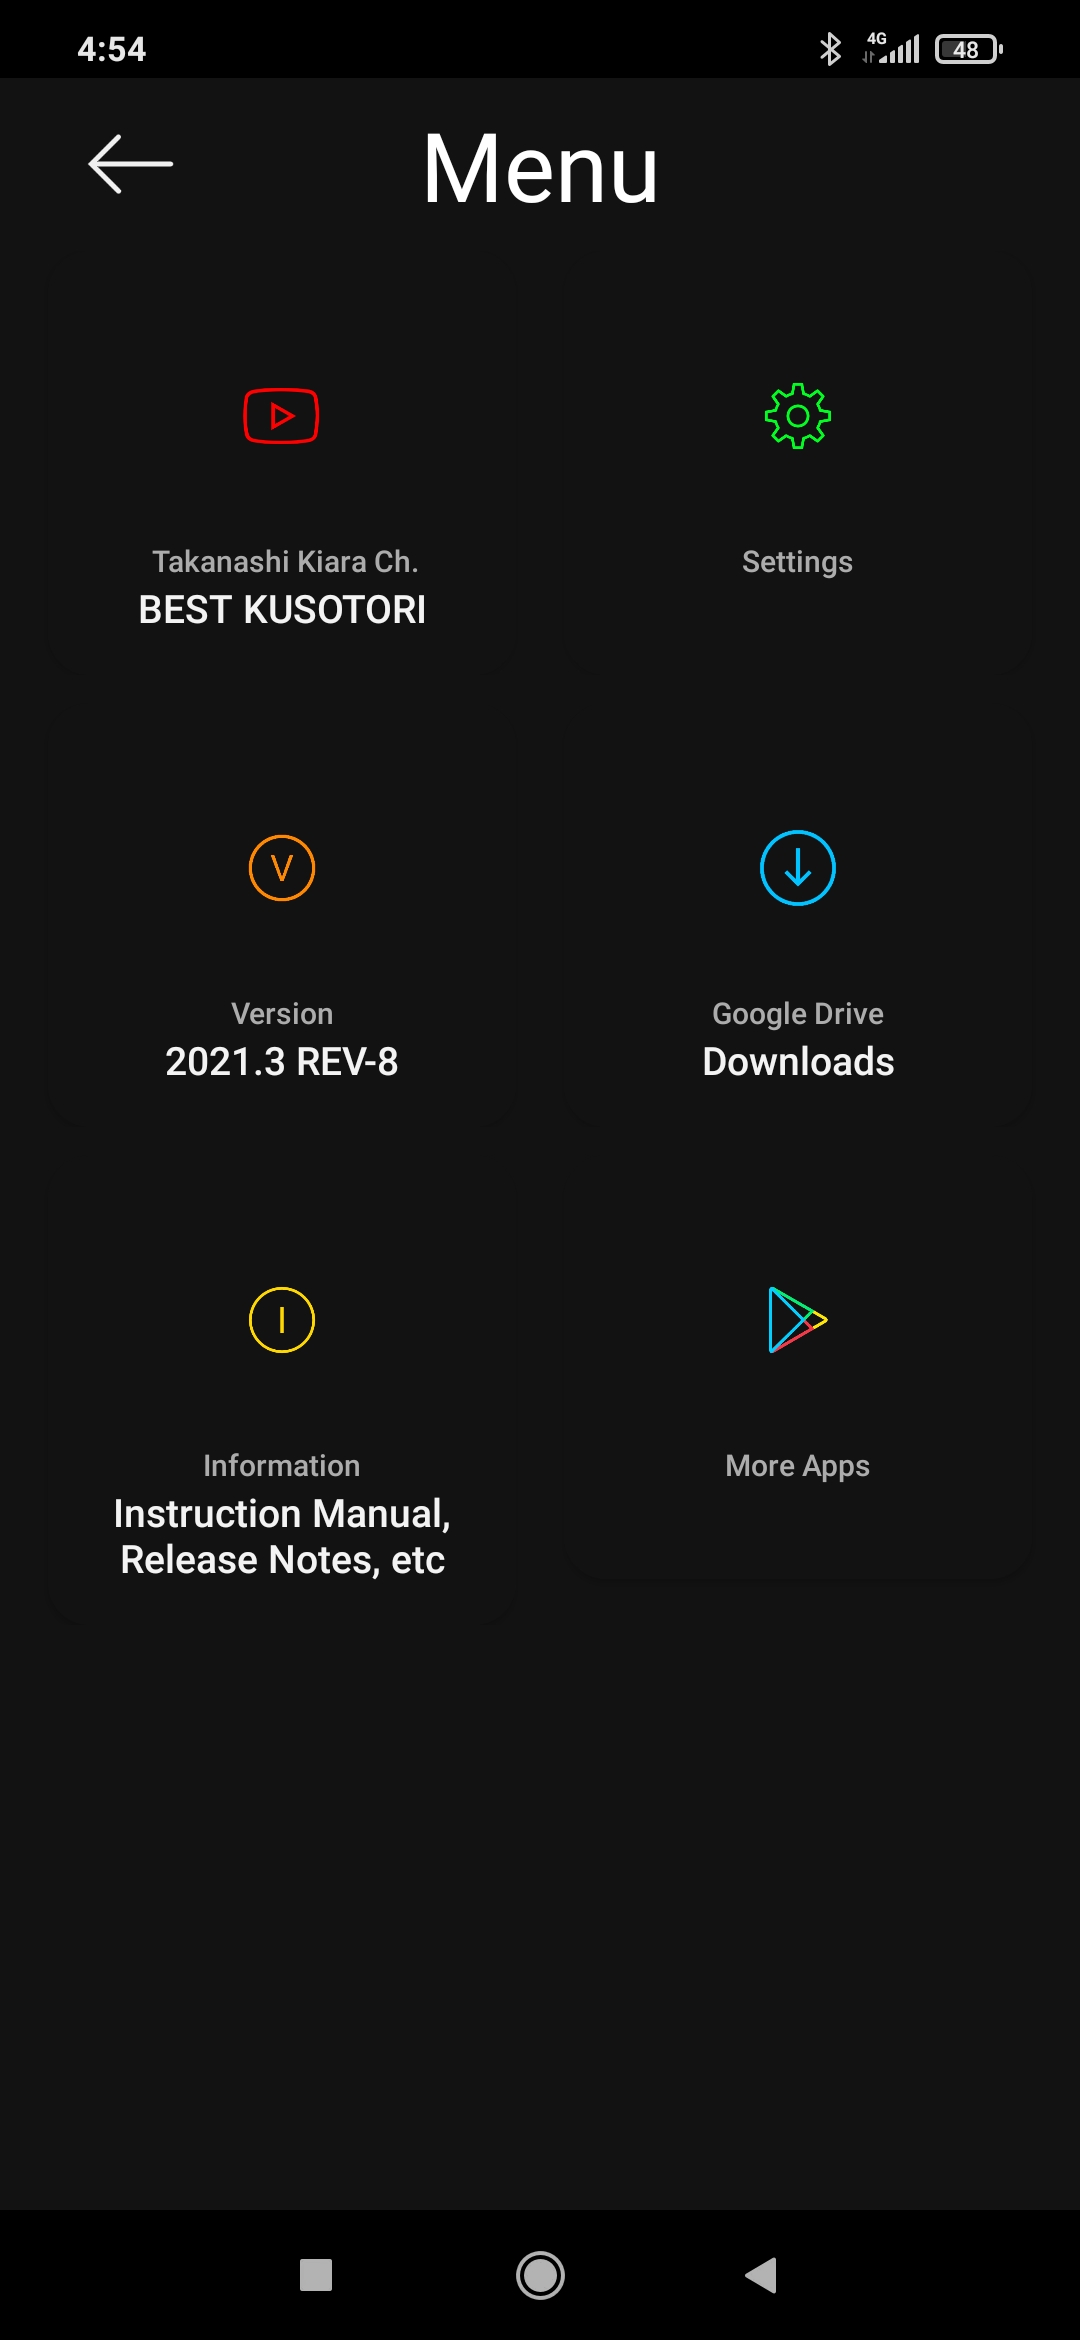 4:54
4G
48
Menu
Takanashi Kiara Ch.
BEST KUSOTORI
Settings
V
Version
2021.3 REV-8
Google Drive
Downloads
I
Information
Instruction Manual,
Release Notes, etc
More Apps